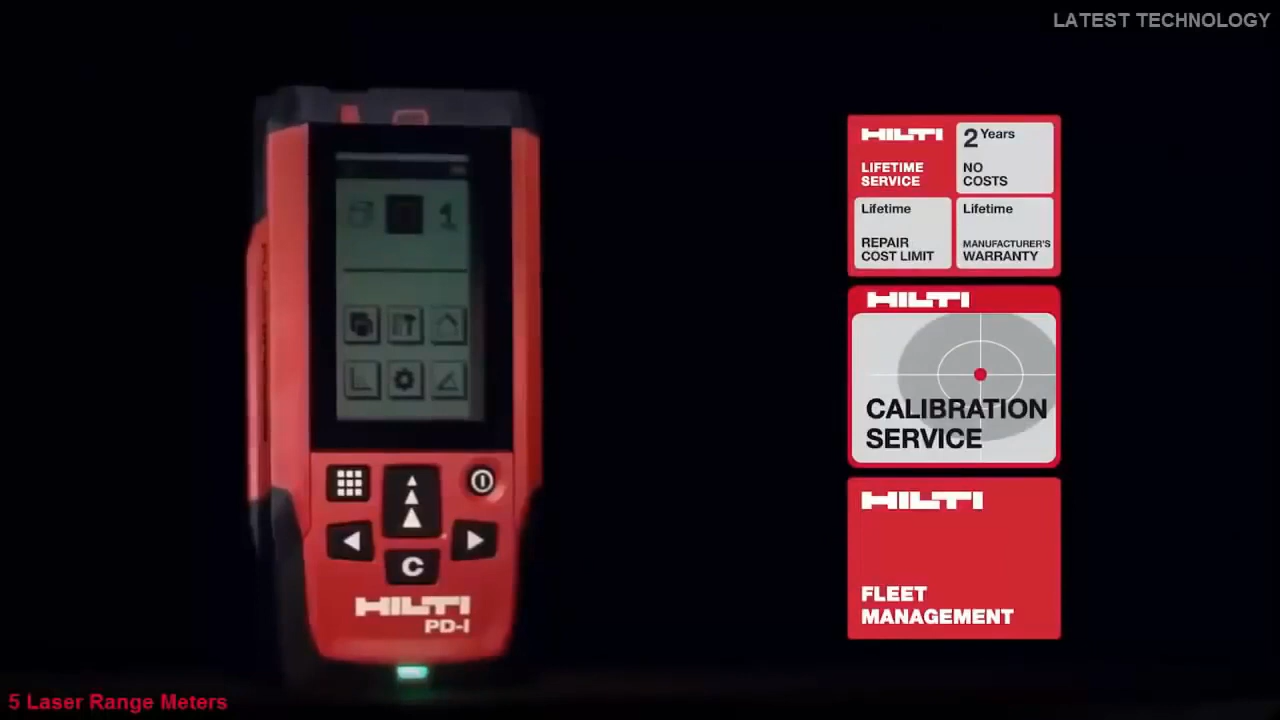 LATEST TECHNOLOGY
HILTI
LIFETIME
SERVICE
2 Years
NO
COSTS
Lifetime
REPAIR
COST LIMIT
Lifetime
MANUFACTURER'S
WARRANTY
HILTI
CALIBRATION
SERVICE
HILTI
FLEET
MANAGEMENT
1
C
HILTI
PD-I
5 Laser Range Meters